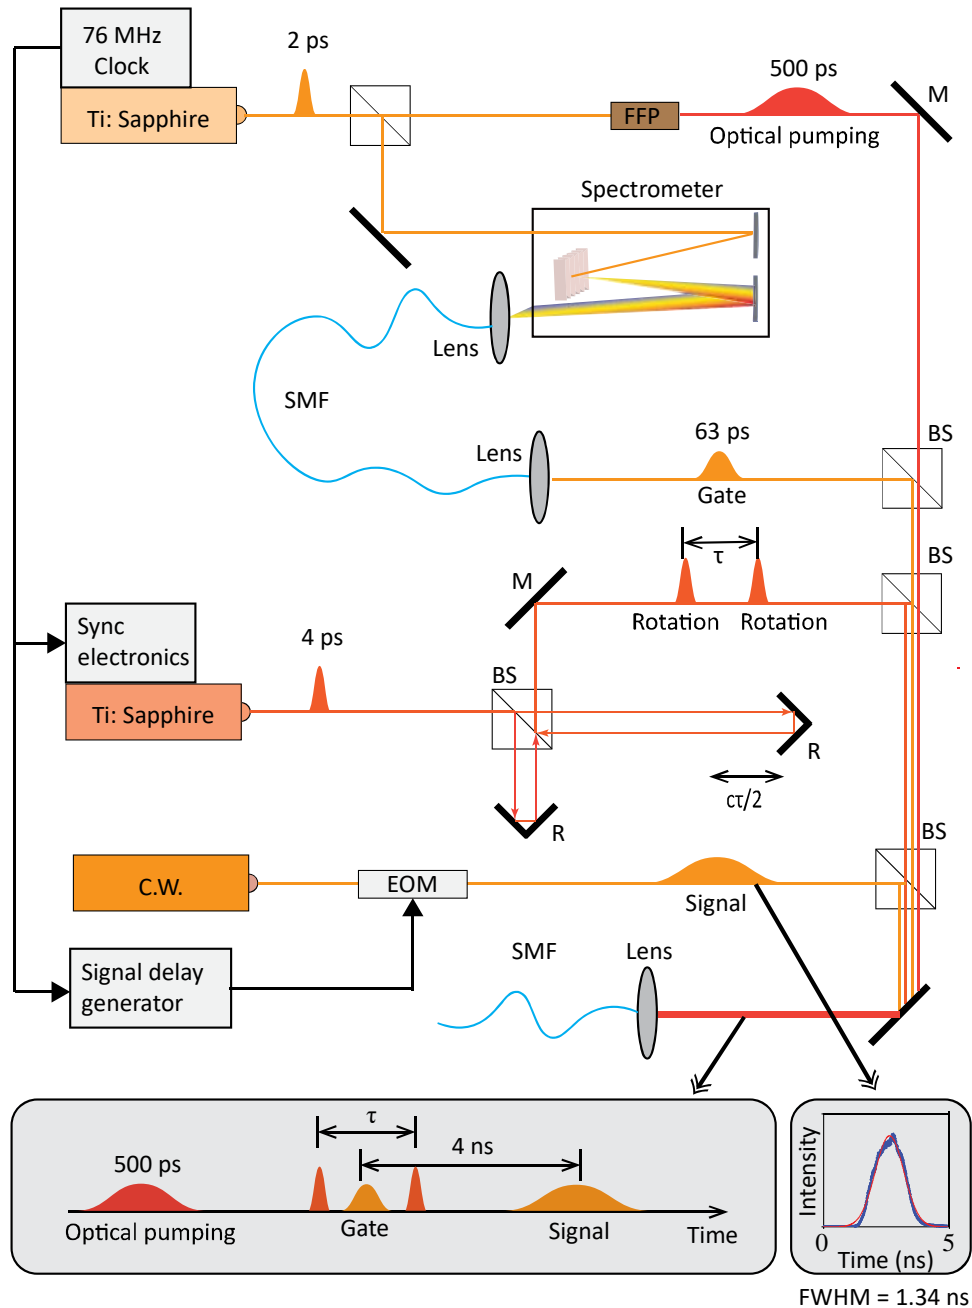 76 MHz
Clock
2 ps
500 ps
M
Ti: Sapphire
FFP
Optical pumping
Spectrometer
Lens
SMF
63 ps
BS
Lens
Gate
BS
τ
M
Sync
electronics
Rotation
Rotation
4 ps
BS
Ti: Sapphire
R
cτ/2
R
BS
C.W.
EOM
Signal
SMF
Lens
Signal delay
generator
τ
4 ns
500 ps
Optical pumping
Gate
Signal
Time
Intensity
0
5
Time (ns)
FWHM = 1.34 ns